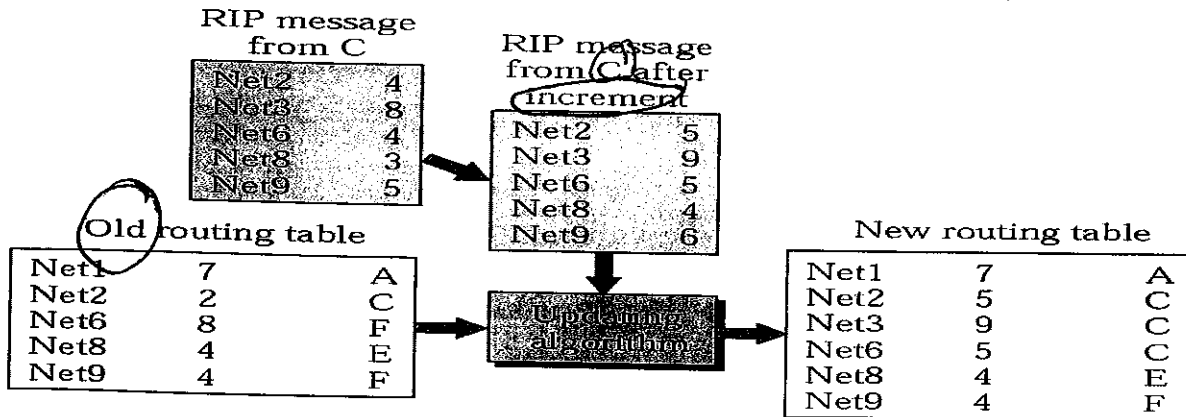 RIP message
from C
Net2 4
Net3 8
Net6 4
Net8 3
Net9 5
RIP message
from C after
increment
Net2 5
Net3 9
Net6 5
Net8 4
Net9 6
Old routing table
Net1 7 A
Net2 2 C
Net6 8 F
Net8 4 E
Net9 4 F
Updating
algorithm
New routing table
Net1 7 A
Net2 5 C
Net3 9 C
Net6 5 C
Net8 4 E
Net9 4 F